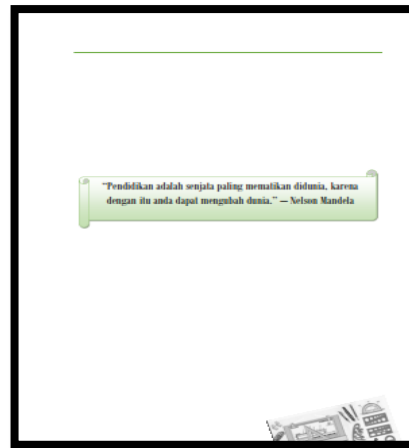 “Pendidikan adalah senjata paling mematikan didunia, karena
dengan itu anda dapat mengubah dunia.” — Nelson Mandela